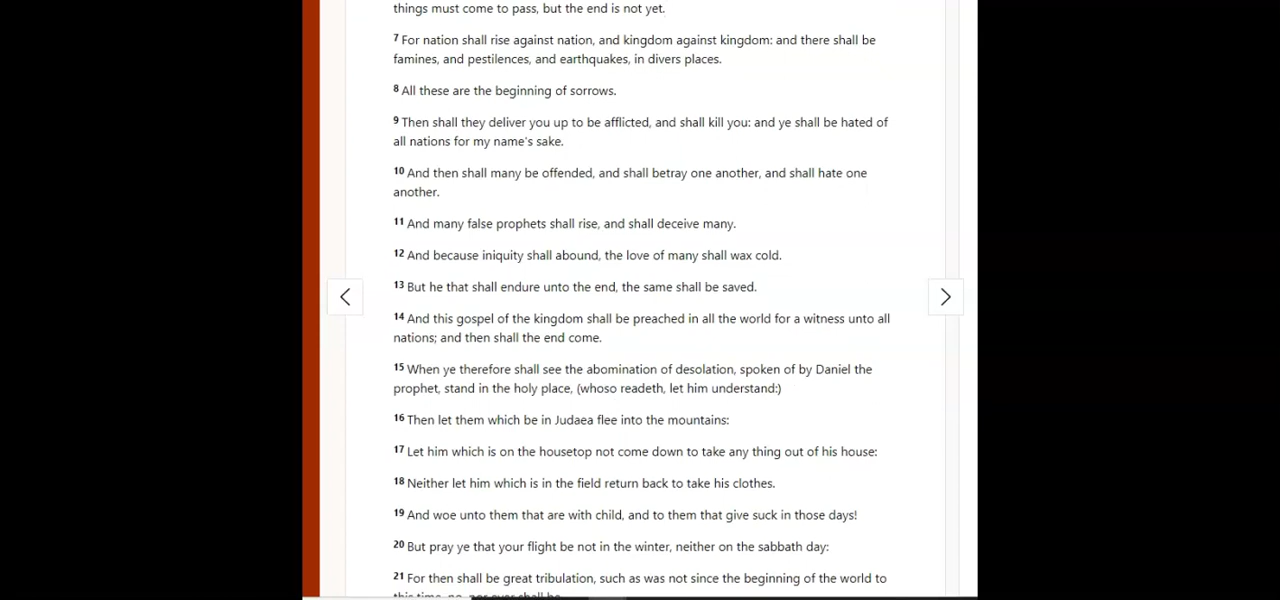 things must come to pass, but the end is not yet.
7 For nation shall rise against nation, and kingdom against kingdom: and there shall be
famines, and pestilences, and earthquakes, in divers places.
8 All these are the beginning of sorrows.
9 Then shall they deliver you up to be afflicted, and shall kill you: and ye shall be hated of
all nations for my name's sake.
10 And then shall many be offended, and shall betray one another, and shall hate one
another.
11 And many false prophets shall rise, and shall deceive many.
12 And because iniquity shall abound, the love of many shall wax cold.
13 But he that shall endure unto the end, the same shall be saved.
14 And this gospel of the kingdom shall be preached in all the world for a witness unto all
nations; and then shall the end come.
15 When ye therefore shall see the abomination of desolation, spoken of by Daniel the
prophet, stand in the holy place, (whoso readeth, let him understand:)
16 Then let them which be in Judaea flee into the mountains:
17 Let him which is on the housetop not come down to take any thing out of his house:
18 Neither let him which is in the field return back to take his clothes.
19 And woe unto them that are with child, and to them that give suck in those days!
20 But pray ye that your flight be not in the winter, neither on the sabbath day:
21 For then shall be great tribulation, such as was not since the beginning of the world to
this time, no, nor ever shall be.